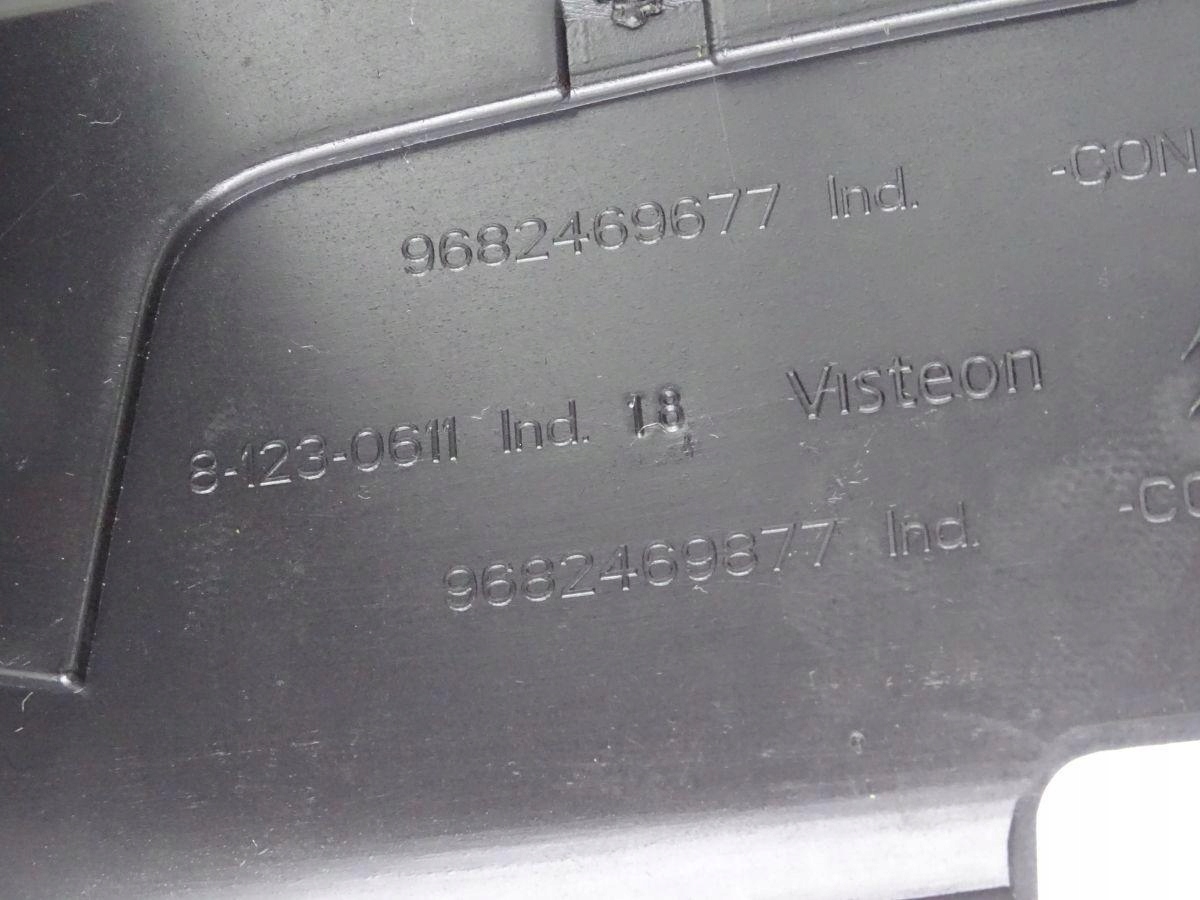 9682469677 Ind. -CON
8-123-0611 Ind. 18 Visteon
9682469877 Ind. -CO